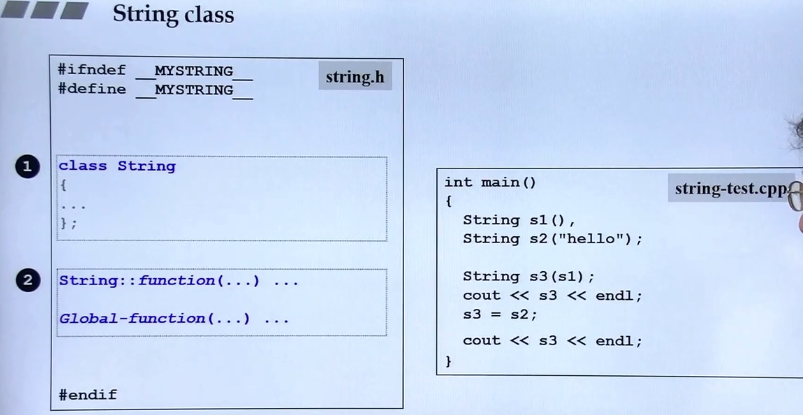 String class
#ifndef __MYSTRING__
#define __MYSTRING__
string.h
1
class String
{
...
};
2
String::function(...) ...
Global-function(...) ...
#endif
string-test.cpp
int main()
{
String s1(),
String s2("hello");
String s3(s1);
cout << s3 << endl;
s3 = s2;
cout << s3 << endl;
}